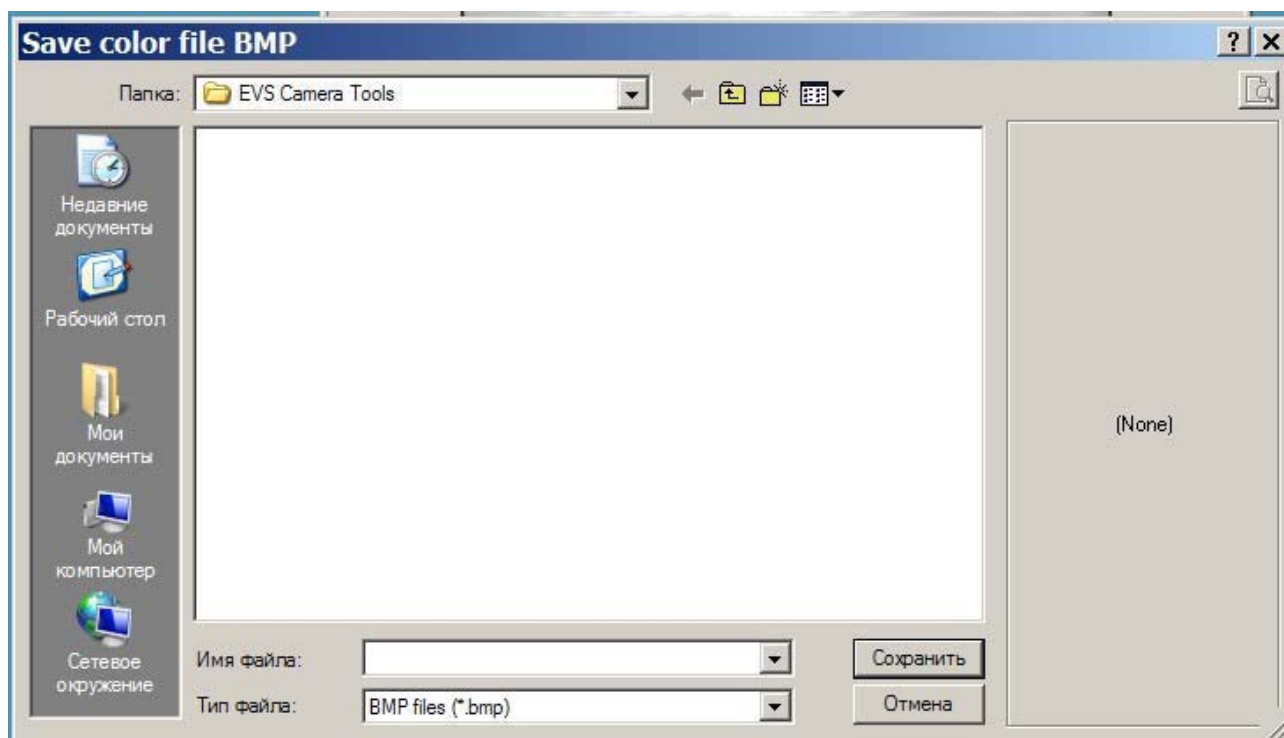 Save color file BMP
Папка:
EVS Camera Tools
Недавние
документы
Рабочий стол
Мои
документы
Мой
компьютер
Сетевое
окружение
(None)
Имя файла:
Сохранить
Тип файла:
BMP files (*.bmp)
Отмена